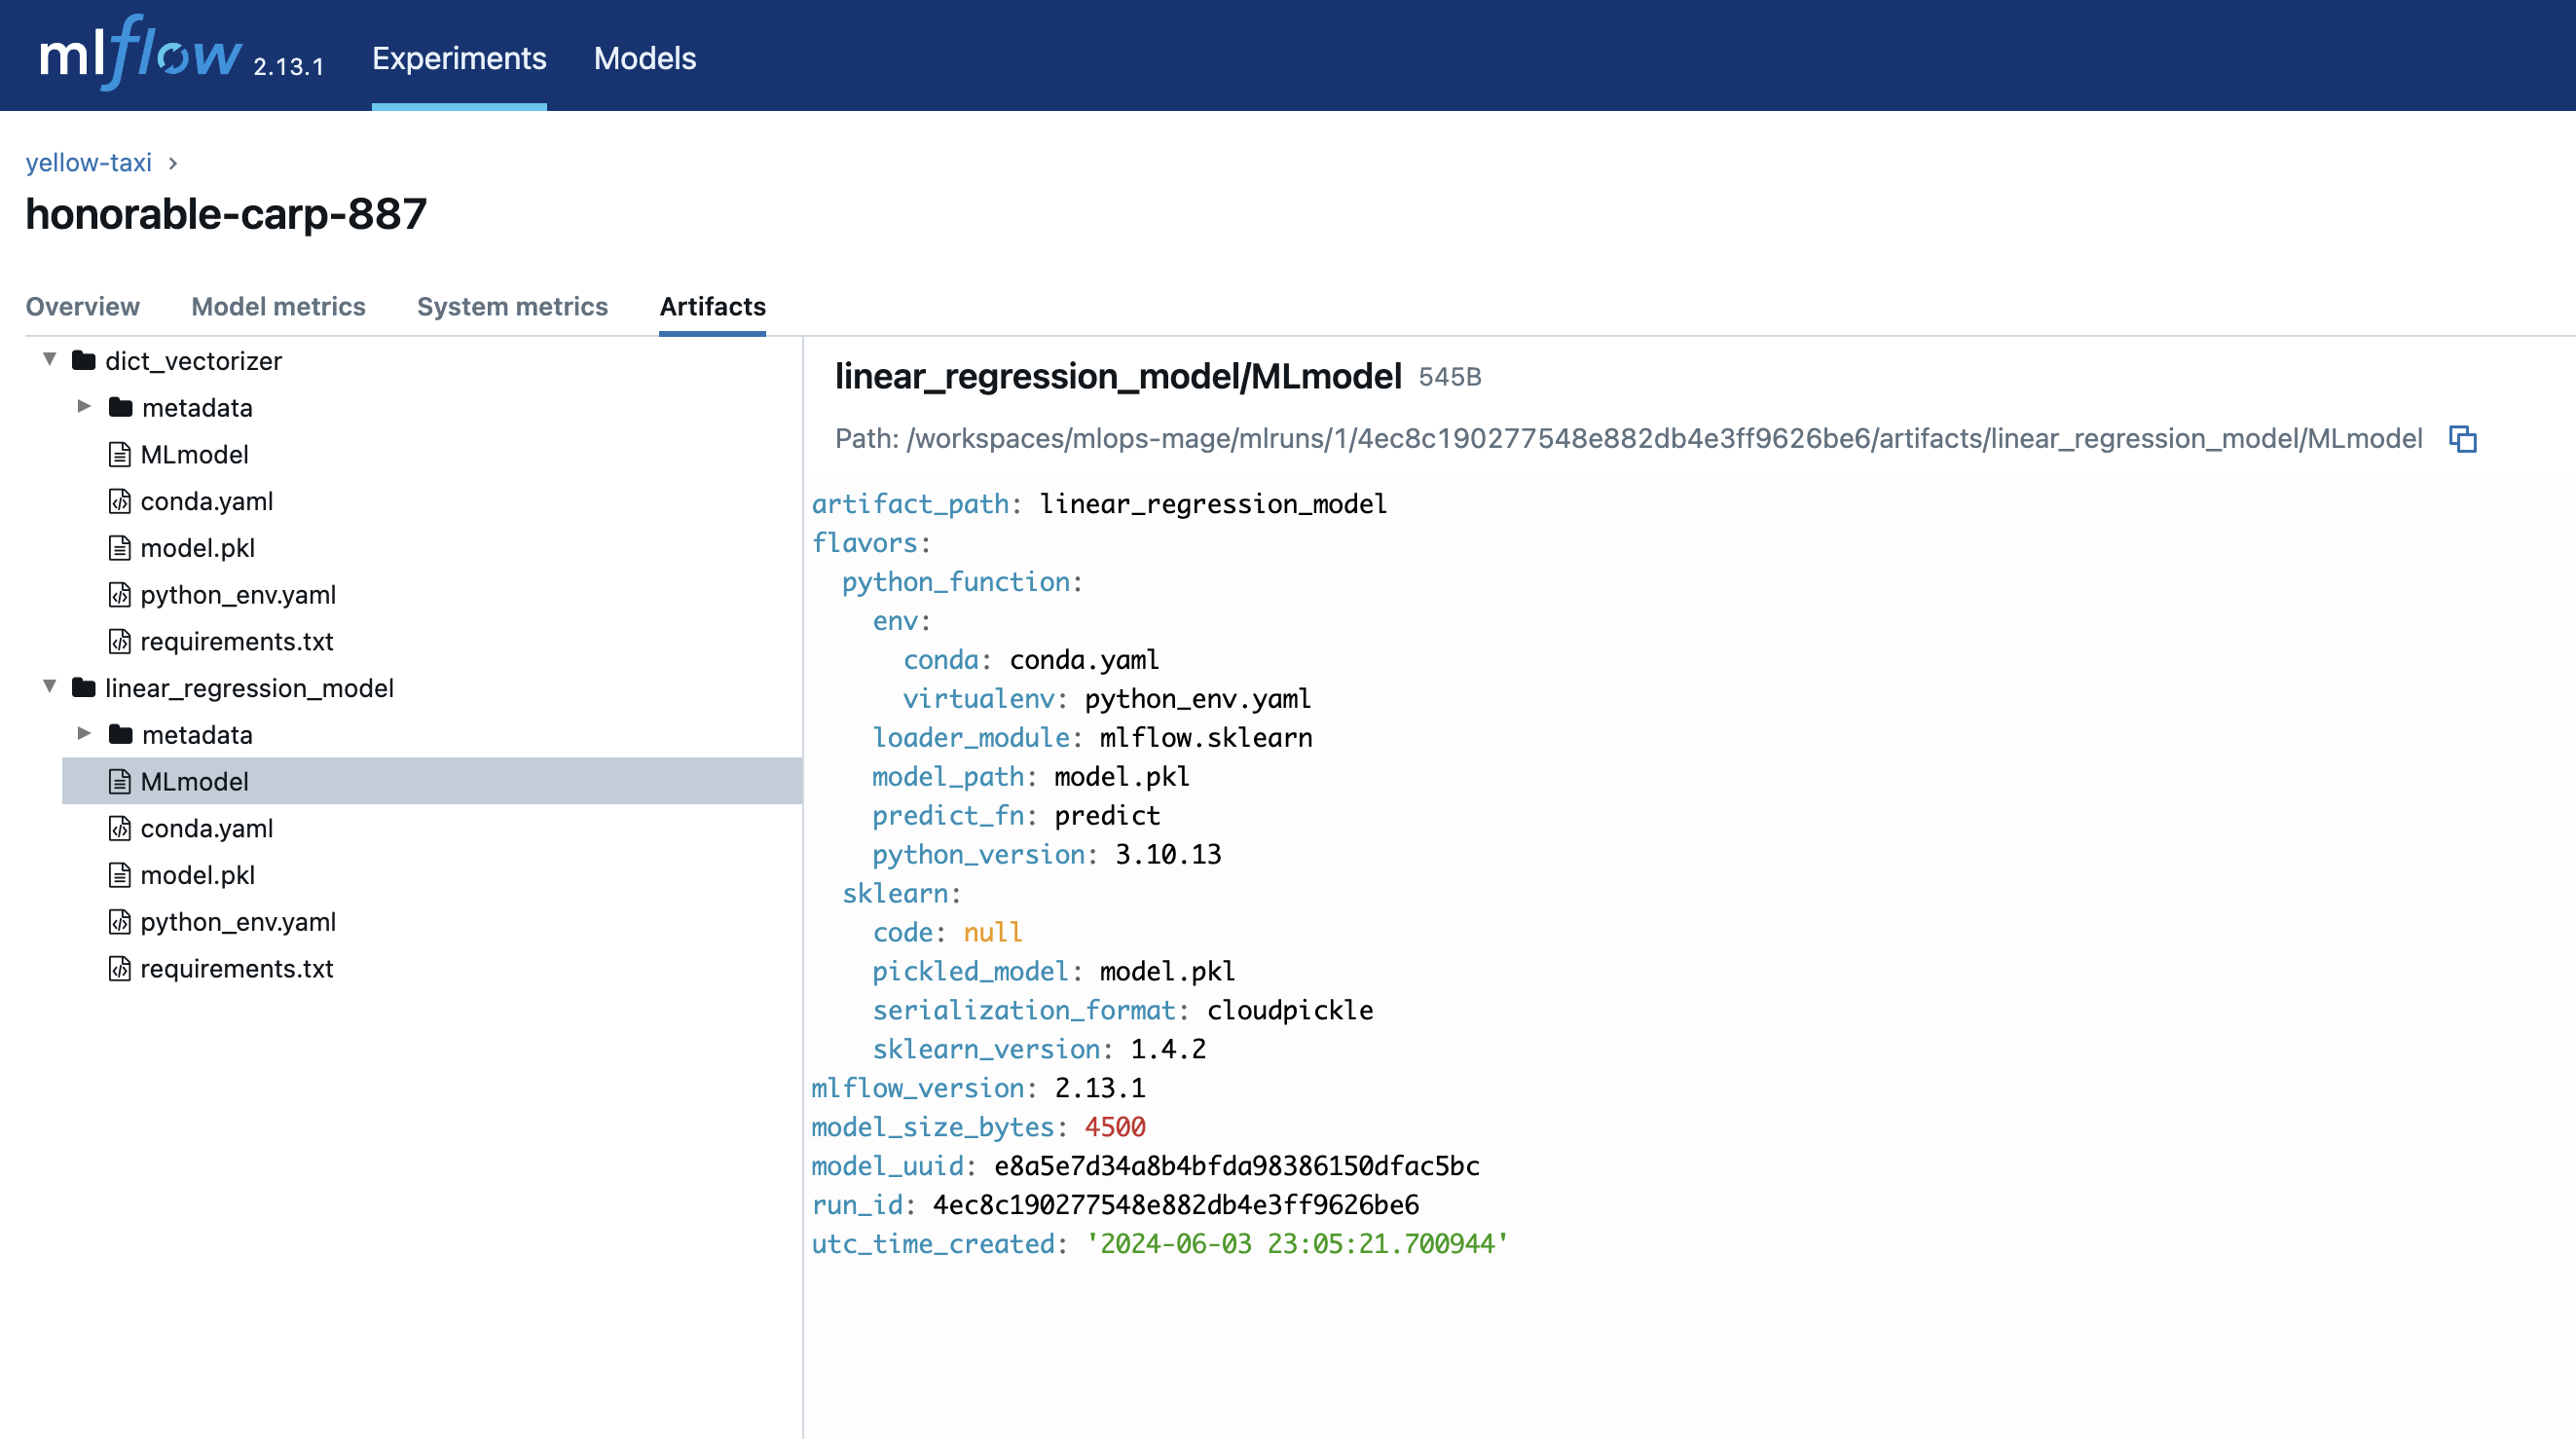 mlflow 2.13.1 Experiments Models
yellow-taxi
honorable-carp-887
Overview Model metrics System metrics Artifacts
dict_vectorizer
metadata
MLmodel
conda.yaml
model.pkl
python_env.yaml
requirements.txt
linear_regression_model
metadata
MLmodel
conda.yaml
model.pkl
python_env.yaml
requirements.txt
linear_regression_model/MLmodel 545B
Path: /workspaces/mlops-mage/mlruns/1/4ec8c190277548e882db4e3ff9626be6/artifacts/linear_regression_model/MLmodel
artifact_path: linear_regression_model
flavors:
  python_function:
    env:
      conda: conda.yaml
      virtualenv: python_env.yaml
    loader_module: mlflow.sklearn
    model_path: model.pkl
    predict_fn: predict
    python_version: 3.10.13
  sklearn:
    code: null
    pickled_model: model.pkl
    serialization_format: cloudpickle
    sklearn_version: 1.4.2
mlflow_version: 2.13.1
model_size_bytes: 4500
model_uuid: e8a5e7d34a8b4bfda98386150dfac5bc
run_id: 4ec8c190277548e882db4e3ff9626be6
utc_time_created: '2024-06-03 23:05:21.700944'